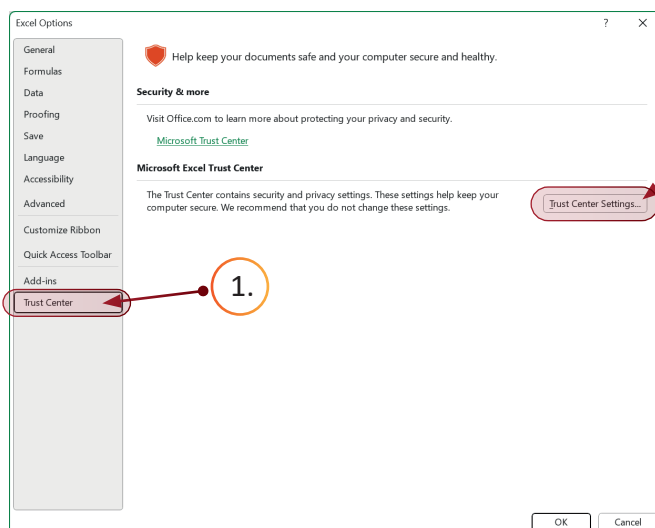 Excel Options
?
General
Formulas
Data
Proofing
Save
Language
Accessibility
Advanced
Customize Ribbon
Quick Access Toolbar
Add-ins
Trust Center
Help keep your documents safe and your computer secure and healthy.
Security & more
Visit Office.com to learn more about protecting your privacy and security.
Microsoft Trust Center
Microsoft Excel Trust Center
The Trust Center contains security and privacy settings. These settings help keep your
computer secure. We recommend that you do not change these settings.
Trust Center Settings...
1.
OK
Cancel